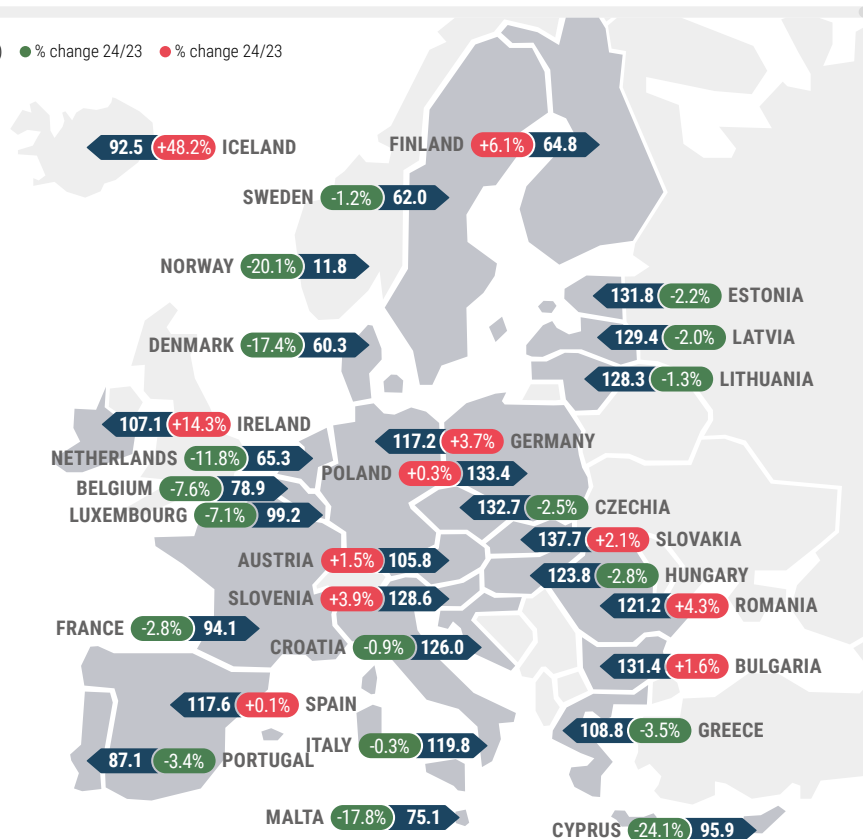 ) % change 24/23 % change 24/23
92.5 +48.2% ICELAND
FINLAND +6.1% 64.8
SWEDEN -1.2% 62.0
NORWAY -20.1% 11.8
131.8 -2.2% ESTONIA
129.4 -2.0% LATVIA
DENMARK -17.4% 60.3
128.3 -1.3% LITHUANIA
107.1 +14.3% IRELAND
117.2 +3.7% GERMANY
NETHERLANDS -11.8% 65.3
POLAND +0.3% 133.4
BELGIUM -7.6% 78.9
132.7 -2.5% CZECHIA
LUXEMBOURG -7.1% 99.2
137.7 +2.1% SLOVAKIA
AUSTRIA +1.5% 105.8
123.8 -2.8% HUNGARY
SLOVENIA +3.9% 128.6
121.2 +4.3% ROMANIA
FRANCE -2.8% 94.1
CROATIA -0.9% 126.0
131.4 +1.6% BULGARIA
117.6 +0.1% SPAIN
108.8 -3.5% GREECE
ITALY -0.3% 119.8
87.1 -3.4% PORTUGAL
MALTA -17.8% 75.1
CYPRUS -24.1% 95.9